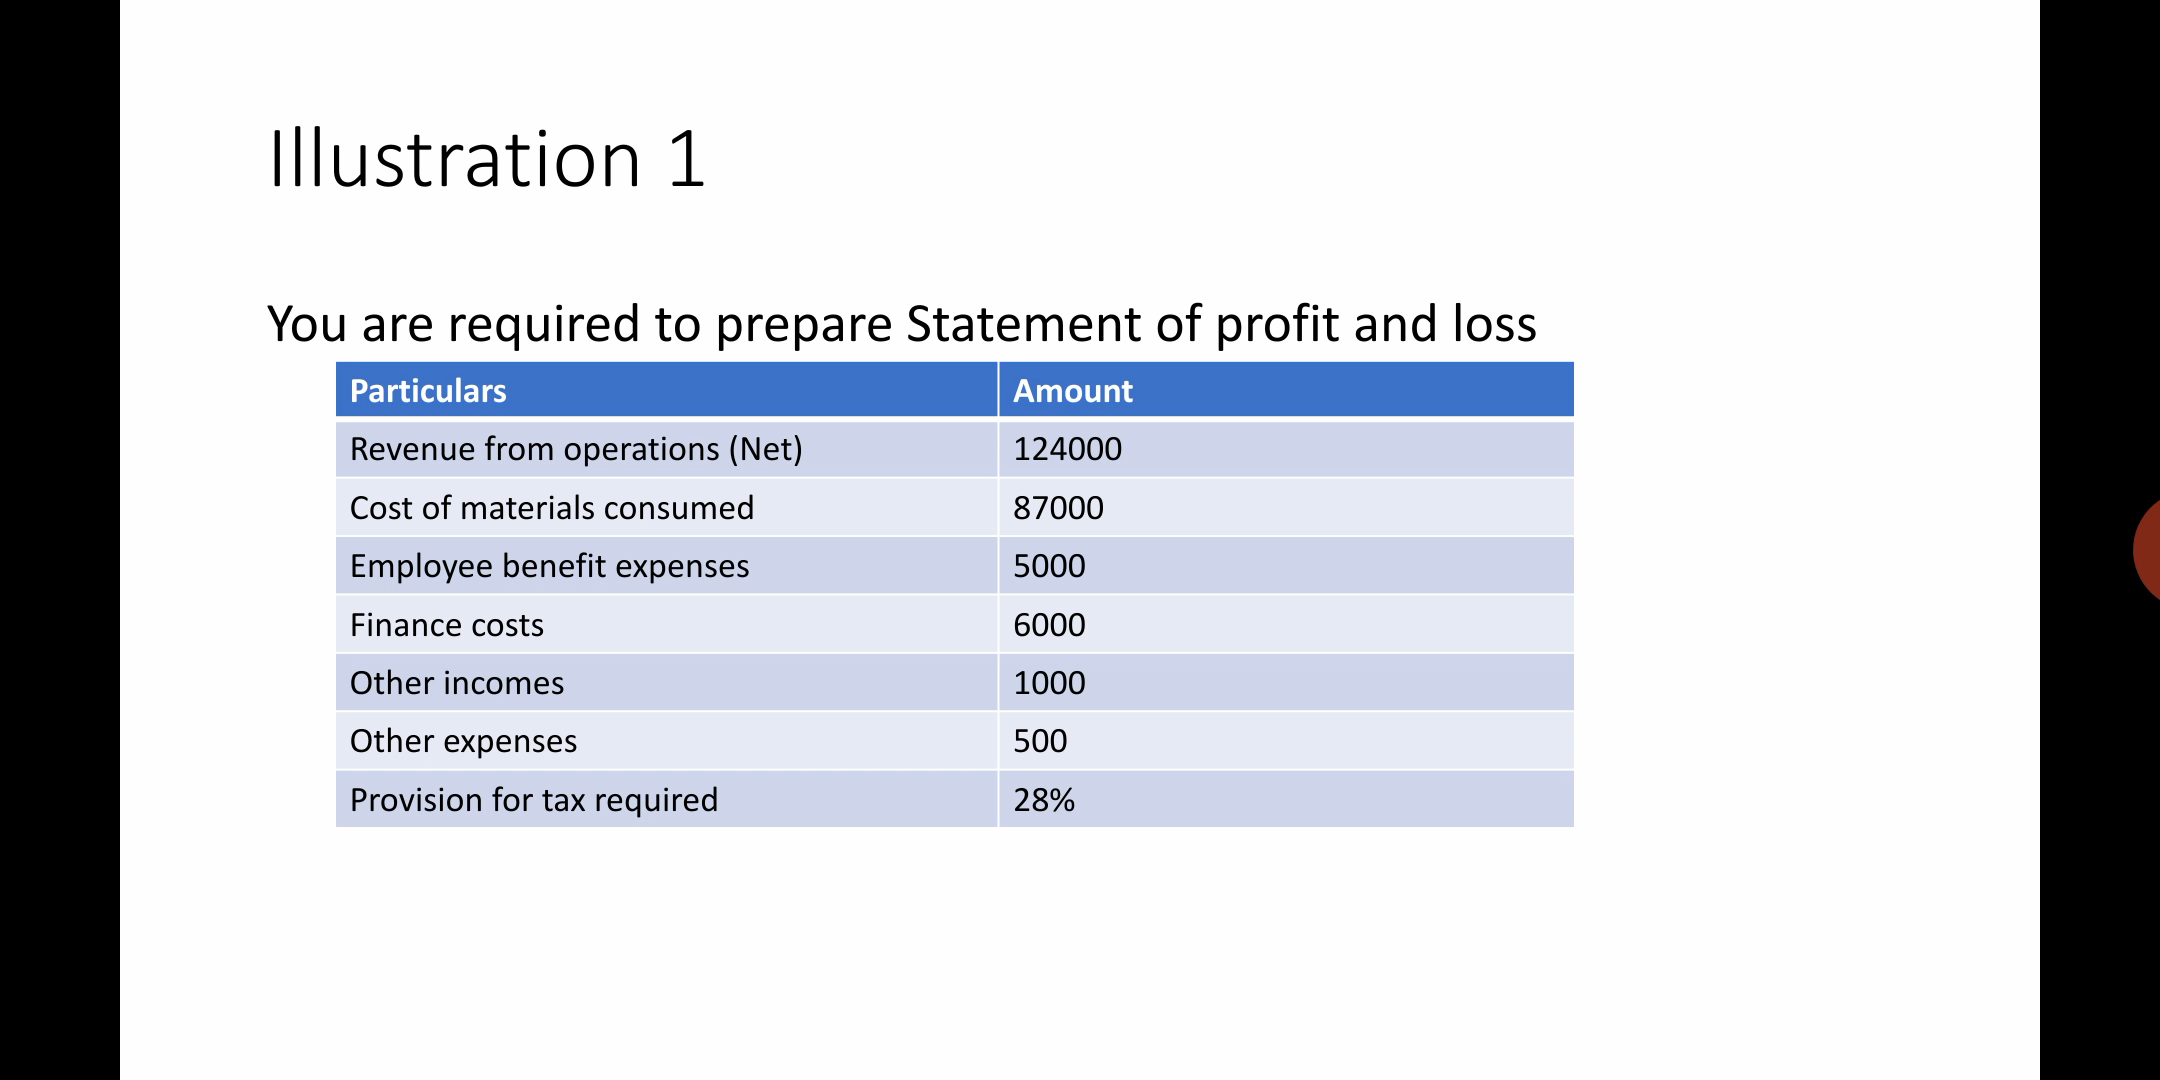 Illustration 1
You are required to prepare Statement of profit and loss
Particulars Amount
Revenue from operations (Net) 124000
Cost of materials consumed 87000
Employee benefit expenses 5000
Finance costs 6000
Other incomes 1000
Other expenses 500
Provision for tax required 28%